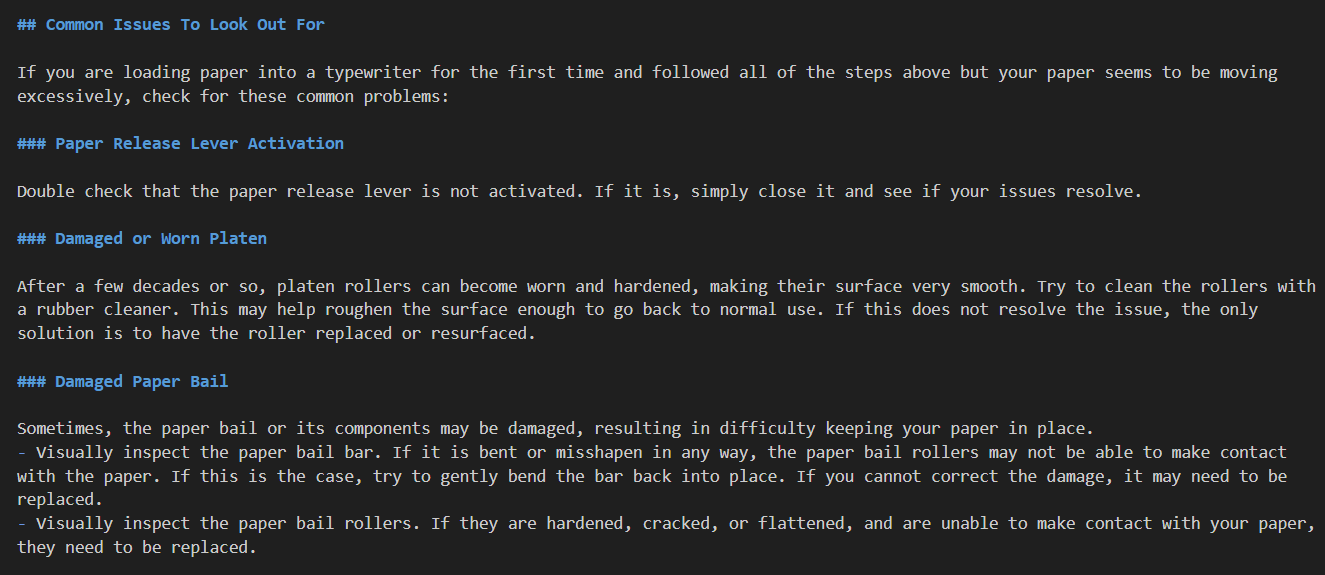 ## Common Issues To Look Out For
If you are loading paper into a typewriter for the first time and followed all of the steps above but your paper seems to be moving
excessively, check for these common problems:
### Paper Release Lever Activation
Double check that the paper release lever is not activated. If it is, simply close it and see if your issues resolve.
### Damaged or Worn Platen
After a few decades or so, platen rollers can become worn and hardened, making their surface very smooth. Try to clean the rollers with
a rubber cleaner. This may help roughen the surface enough to go back to normal use. If this does not resolve the issue, the only
solution is to have the roller replaced or resurfaced.
### Damaged Paper Bail
Sometimes, the paper bail or its components may be damaged, resulting in difficulty keeping your paper in place.
- Visually inspect the paper bail bar. If it is bent or misshapen in any way, the paper bail rollers may not be able to make contact
with the paper. If this is the case, try to gently bend the bar back into place. If you cannot correct the damage, it may need to be
replaced.
- Visually inspect the paper bail rollers. If they are hardened, cracked, or flattened, and are unable to make contact with your paper,
they need to be replaced.